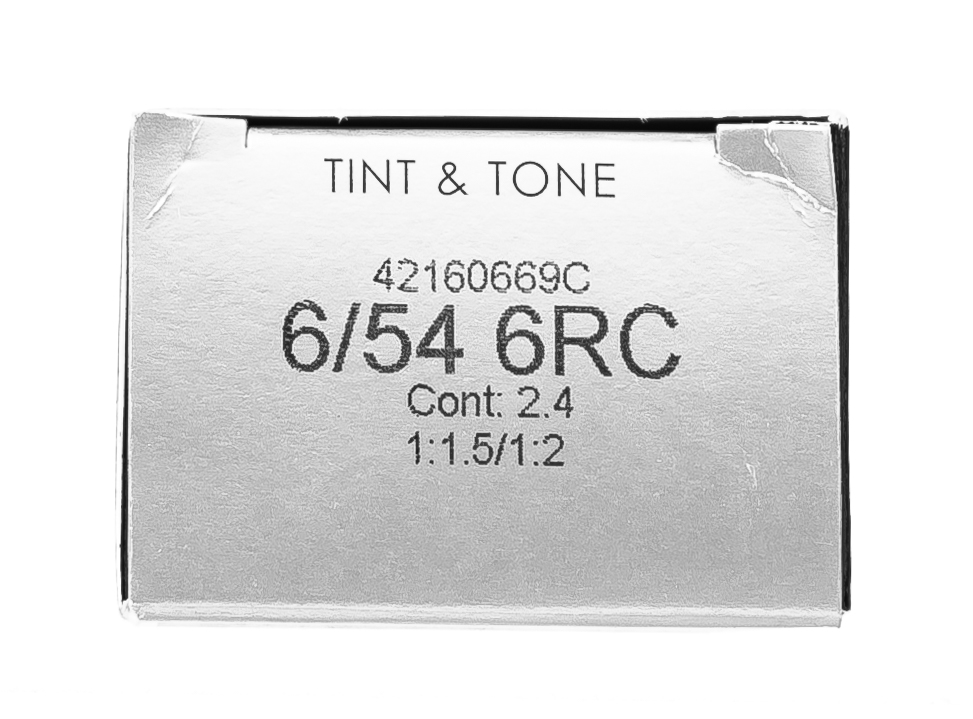 TINT & TONE
42160669C
6/54 6RC
Cont: 2.4
1:1.5/1:2